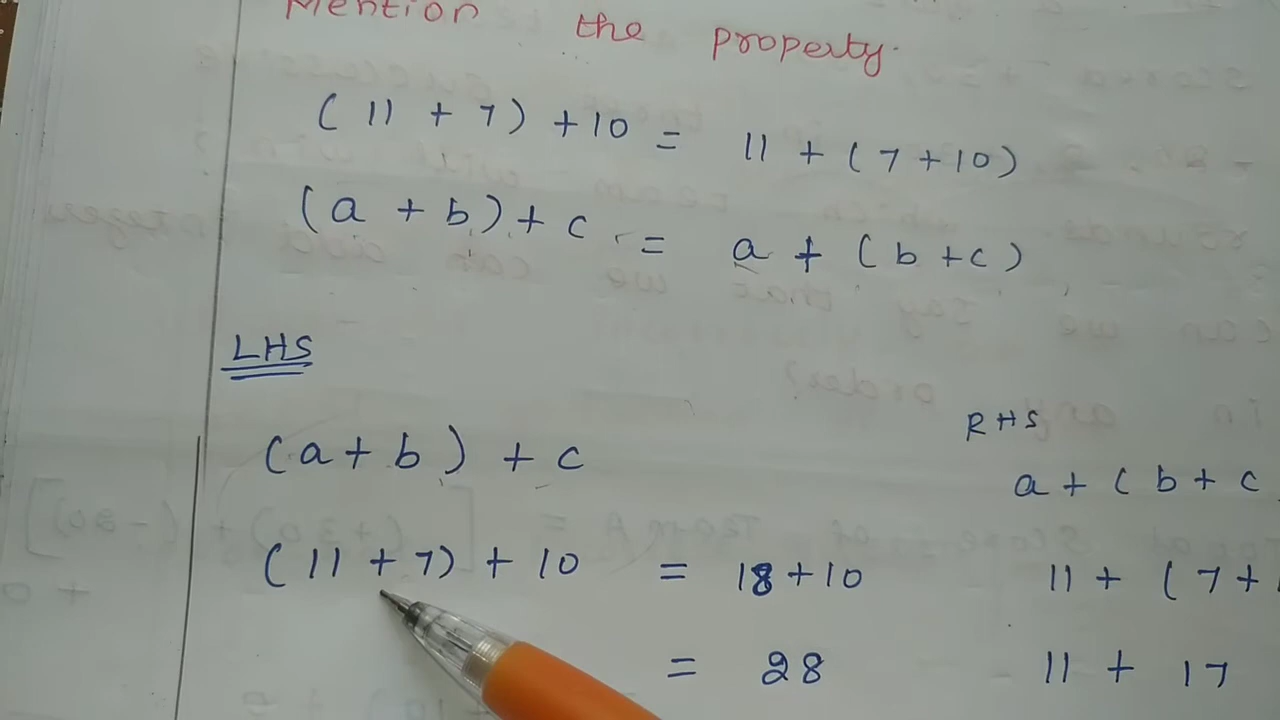 Mention the property.
(11 + 7) + 10 = 11 + (7 + 10)
(a + b) + c = a + (b + c)
LHS
(a + b) + c
(11 + 7) + 10 = 18 + 10
= 28
RHS
a + (b + c
11 + (7 +
11 + 17